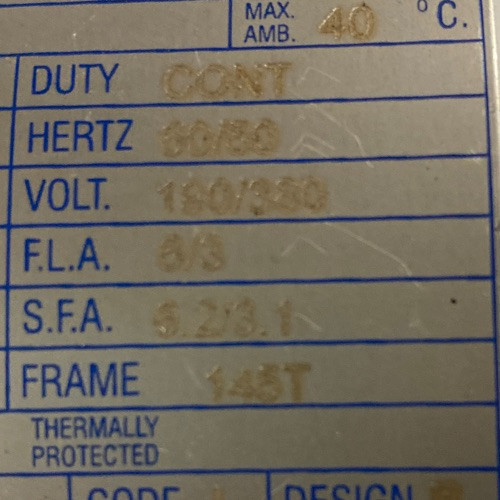 MAX. AMB. 40 °C.
DUTY CONT
HERTZ 60/50
VOLT. 190/380
F.L.A. 6/3
S.F.A. 6.2/3.1
FRAME 145T
THERMALLY
PROTECTED
CODE
DESIGN